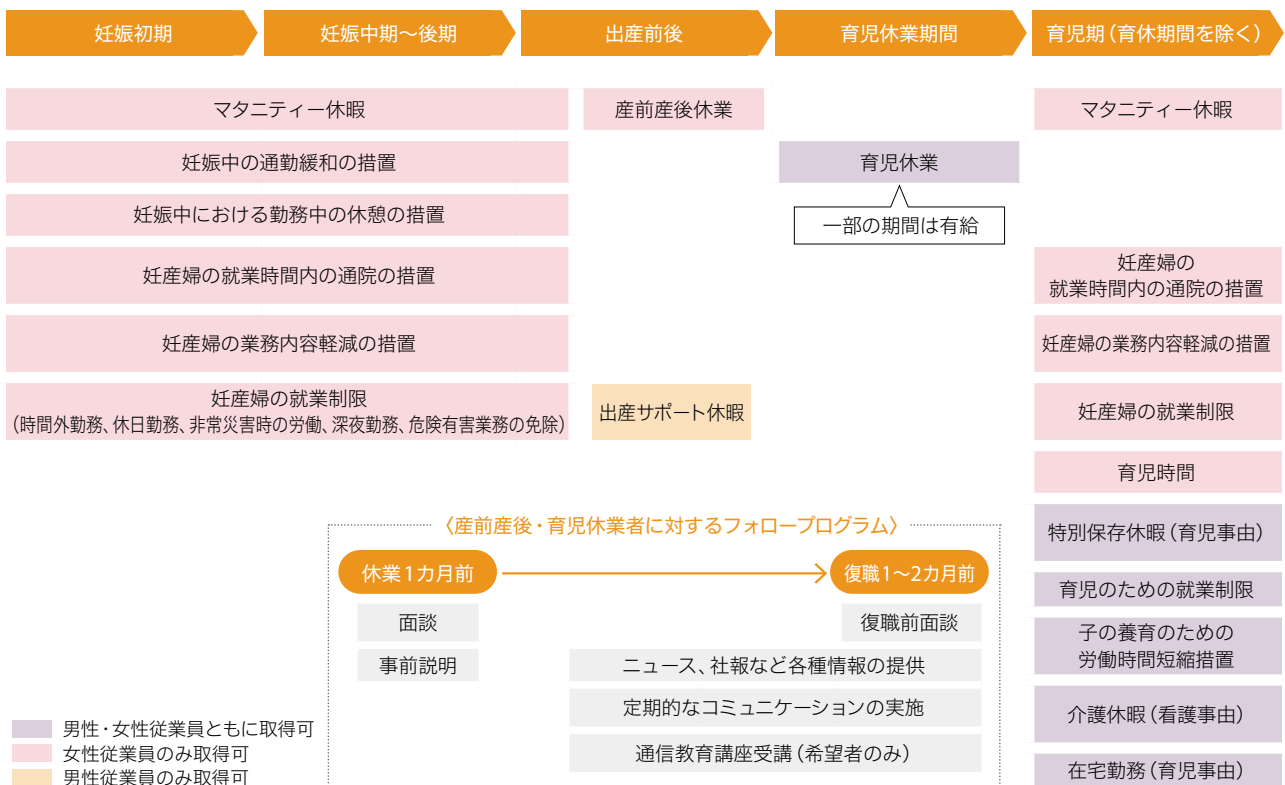 妊娠初期
妊娠中期～後期
出産前後
育児休業期間
育児期（育休期間を除く）
マタニティー休暇
産前産後休業
マタニティー休暇
妊娠中の通勤緩和の措置
育児休業
妊娠中における勤務中の休憩の措置
一部の期間は有給
妊産婦の就業時間内の通院の措置
妊産婦の
就業時間内の通院の措置
妊産婦の業務内容軽減の措置
妊産婦の業務内容軽減の措置
妊産婦の就業制限
（時間外勤務、休日勤務、非常災害時の労働、深夜勤務、危険有害業務の免除）
出産サポート休暇
妊産婦の就業制限
育児時間
特別保存休暇（育児事由）
育児のための就業制限
子の養育のための
労働時間短縮措置
介護休暇（看護事由）
在宅勤務（育児事由）
〈産前産後・育児休業者に対するフォロープログラム〉
休業1カ月前
復職1～2カ月前
面談
復職前面談
事前説明
ニュース、社報など各種情報の提供
定期的なコミュニケーションの実施
通信教育講座受講（希望者のみ）
男性・女性従業員ともに取得可
女性従業員のみ取得可
男性従業員のみ取得可